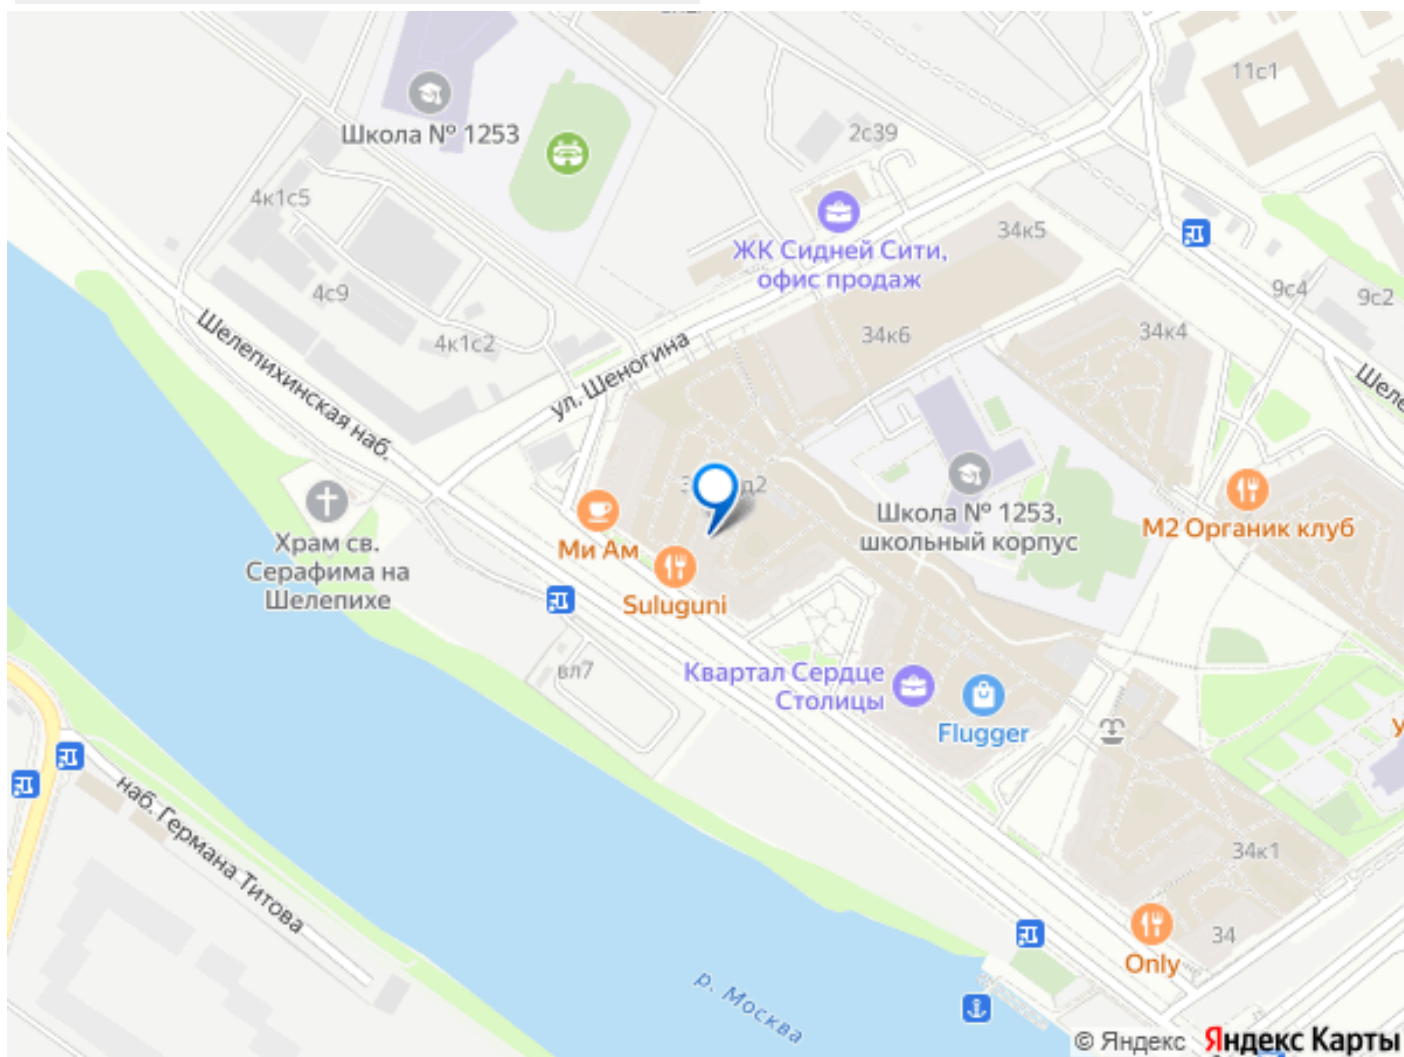 11с1
Школа № 1253
2с39
4к1с5
34к5
ЖК Сидней Сити,
офис продаж
4с9
9с4
9с2
34к4
34к6
4к1с2
Шелепихинская наб.
ул. Шеногина
Школа № 1253,
школьный корпус
М2 Органик клуб
Ми Ам
Храм св.
Серафима на
Шелепихе
Suluguni
вл7
Квартал Сердце
Столицы
Flugger
наб. Германа Титова
34к1
34
Only
р. Москва
© Яндекс Яндекс Карты